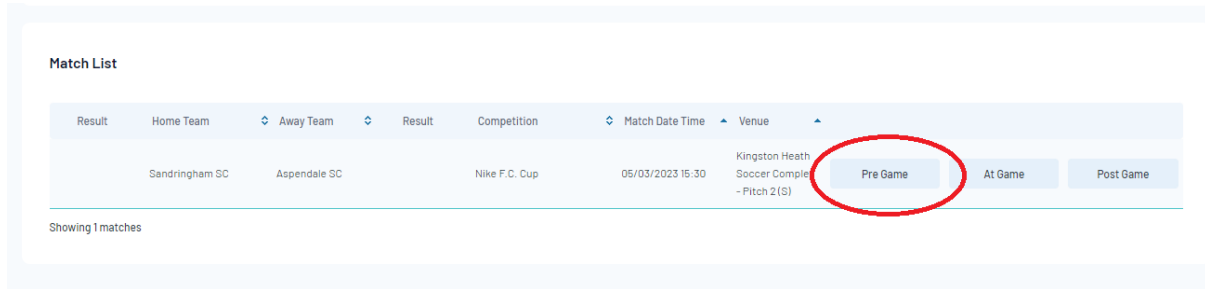 Match List
Result Home Team Away Team Result Competition Match Date Time Venue
Kingston Heath
Sandringham SC Aspendale SC Nike F.C. Cup 05/03/2023 15:30 Soccer Comple Pre Game At Game Post Game
- Pitch 2 (S)
Showing 1 matches